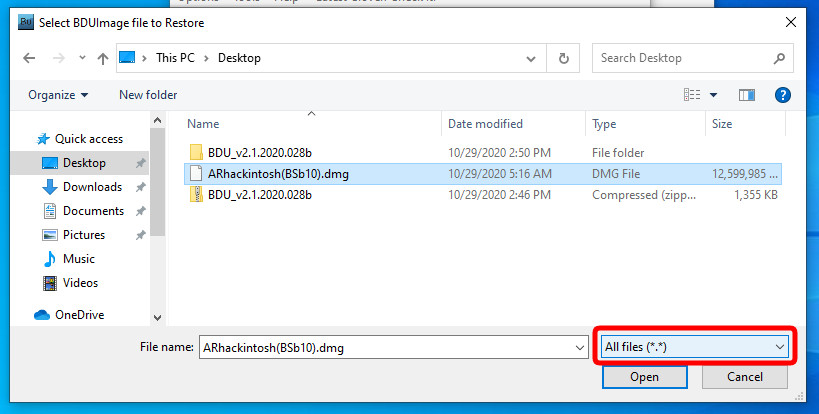 Select BDUImage file to Restore
This PC > Desktop
Search Desktop
Organize
New folder
Name
Date modified
Type
Size
Quick access
Desktop
Downloads
Documents
Pictures
Music
Videos
OneDrive
BDU_v2.1.2020.028b
10/29/2020 2:50 PM
File folder
ARhackintosh(BSb10).dmg
10/29/2020 5:16 AM
DMG File
12,599,985 ...
BDU_v2.1.2020.028b
10/29/2020 2:46 PM
Compressed (zipp...
1,355 KB
File name:
ARhackintosh(BSb10).dmg
All files (*.*)
Open
Cancel